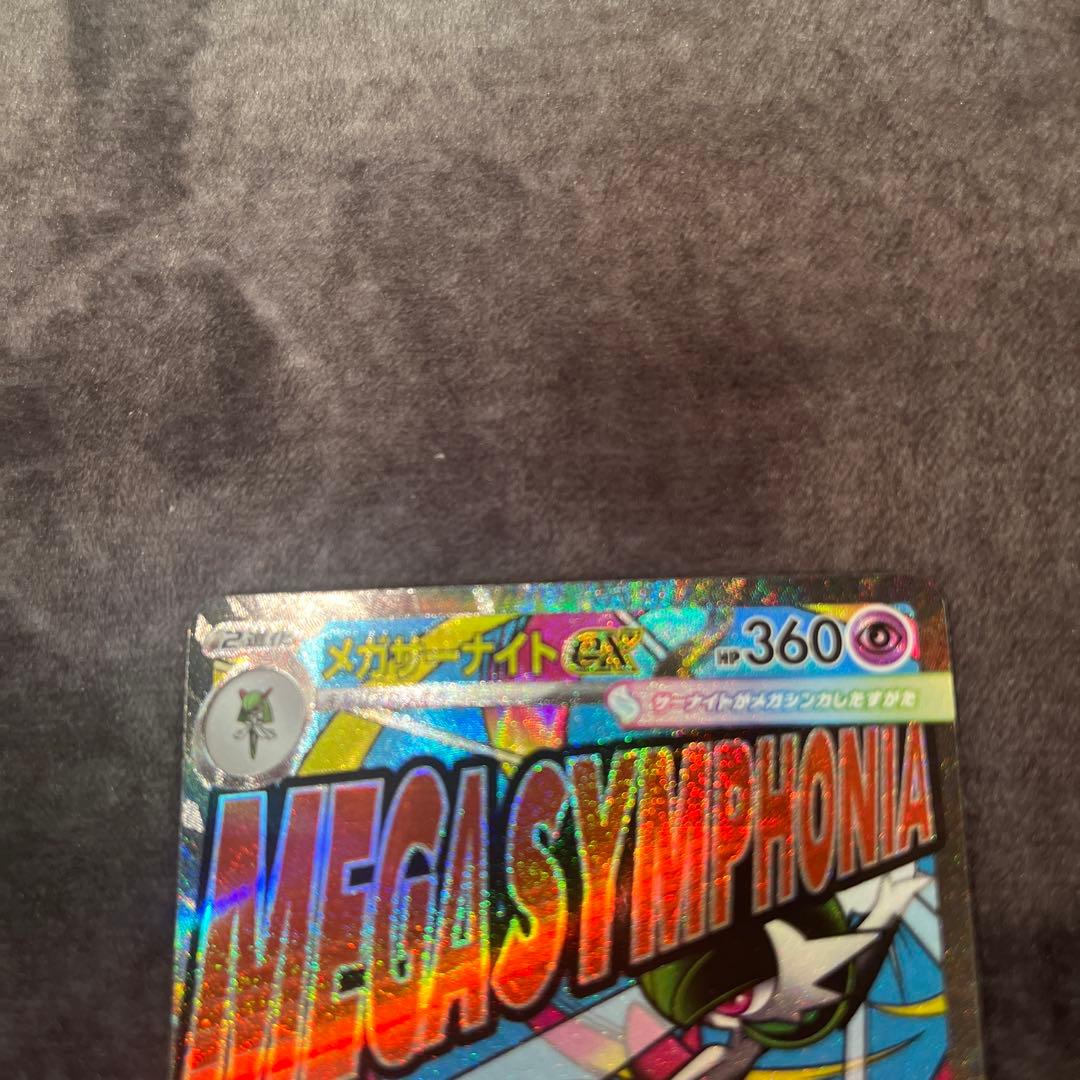 2進化
メガサーナイトex
HP360
サーナイトがメガシンカしたすがた
MEGA SYMPHONIA